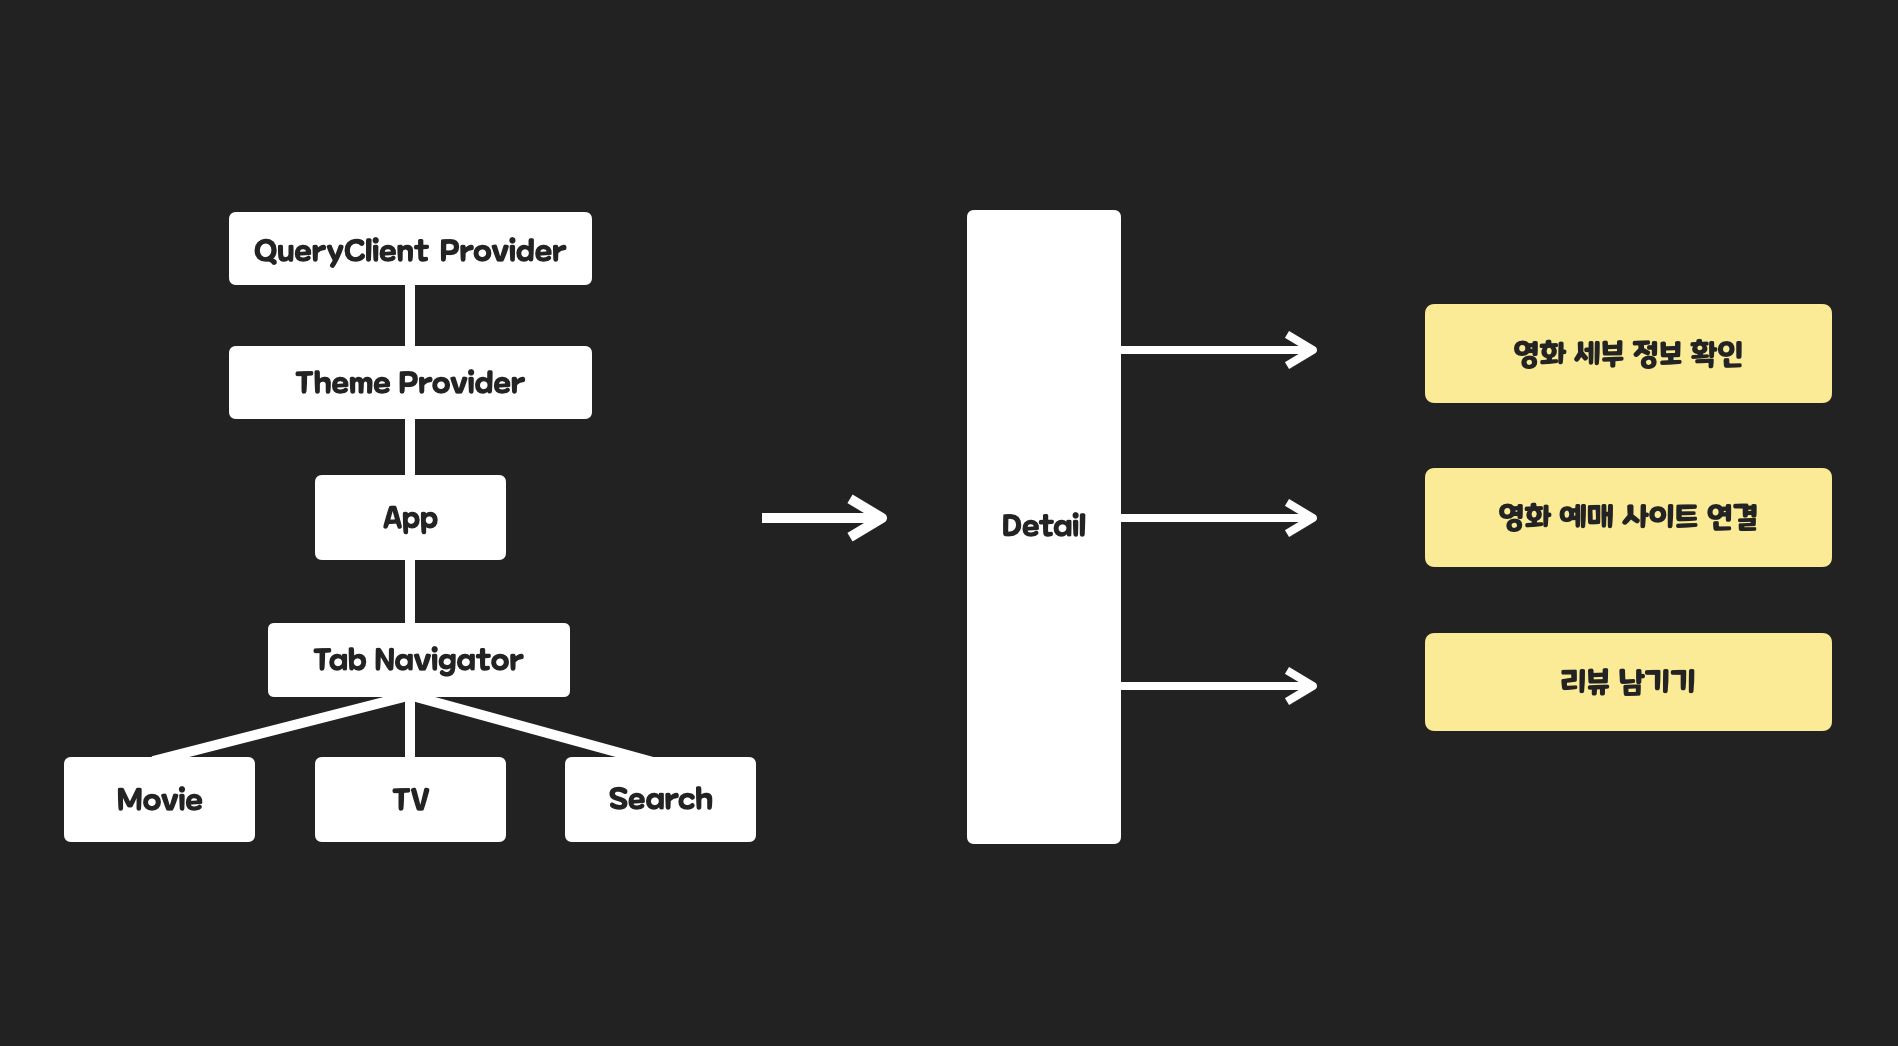 QueryClient Provider
Theme Provider
App
Tab Navigator
Movie
TV
Search
Detail
영화 세부 정보 확인
영화 예매 사이트 연결
리뷰 남기기